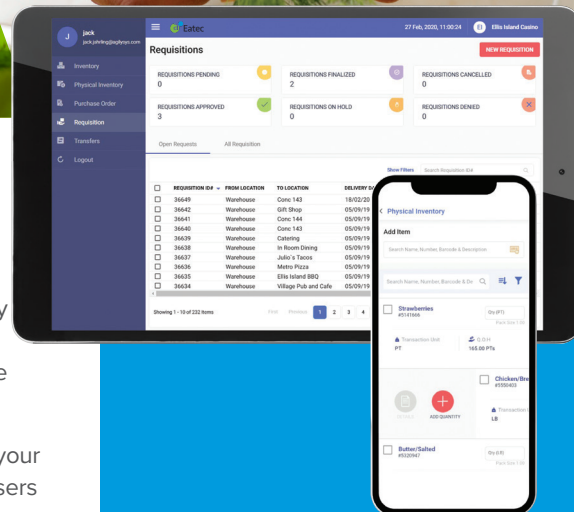 J jack
jack.jehring@agilysys.com
Eatec
27 Feb, 2020, 11:00:24 EI Ellis Island Casino
Inventory
Physical Inventory
Purchase Order
Requisition
Transfers
Logout
Requisitions
NEW REQUISITION
REQUISITIONS PENDING
0
REQUISITIONS FINALIZED
2
REQUISITIONS CANCELLED
0
REQUISITIONS APPROVED
3
REQUISITIONS ON HOLD
0
REQUISITIONS DENIED
0
Open Requests All Requisition
Show Filters Search Requisition ID#
REQUISITION ID# FROM LOCATION TO LOCATION DELIVERY
36649 Warehouse Conc 143 18/02/20
36642 Warehouse Gift Shop 05/09/19
36641 Warehouse Conc 144 05/09/19
36640 Warehouse Conc 143 05/09/19
36639 Warehouse Catering 05/09/19
36638 Warehouse In Room Dining 05/09/19
36637 Warehouse Julio's Tacos 05/09/19
36636 Warehouse Metro Pizza 05/09/19
36635 Warehouse Ellis Island BBQ 05/09/19
36634 Warehouse Village Pub and Cafe 05/09/19
Showing 1 - 10 of 232 Items
First Previous 1 2 3 4
Physical Inventory
Add Item
Search Name, Number, Barcode & Description
Search Name, Number, Barcode & De
Strawberries
#5141666
Qty (PT)
Pack Size 1.00
Transaction Unit
PT
Q.O.H
165.00 PTs
DETAILS
ADD QUANTITY
Chicken/Bre
#5550403
Transaction
LB
Butter/Salted
#5320947
Qty (LB)
Pack Size 1.00
y
e
your
sers